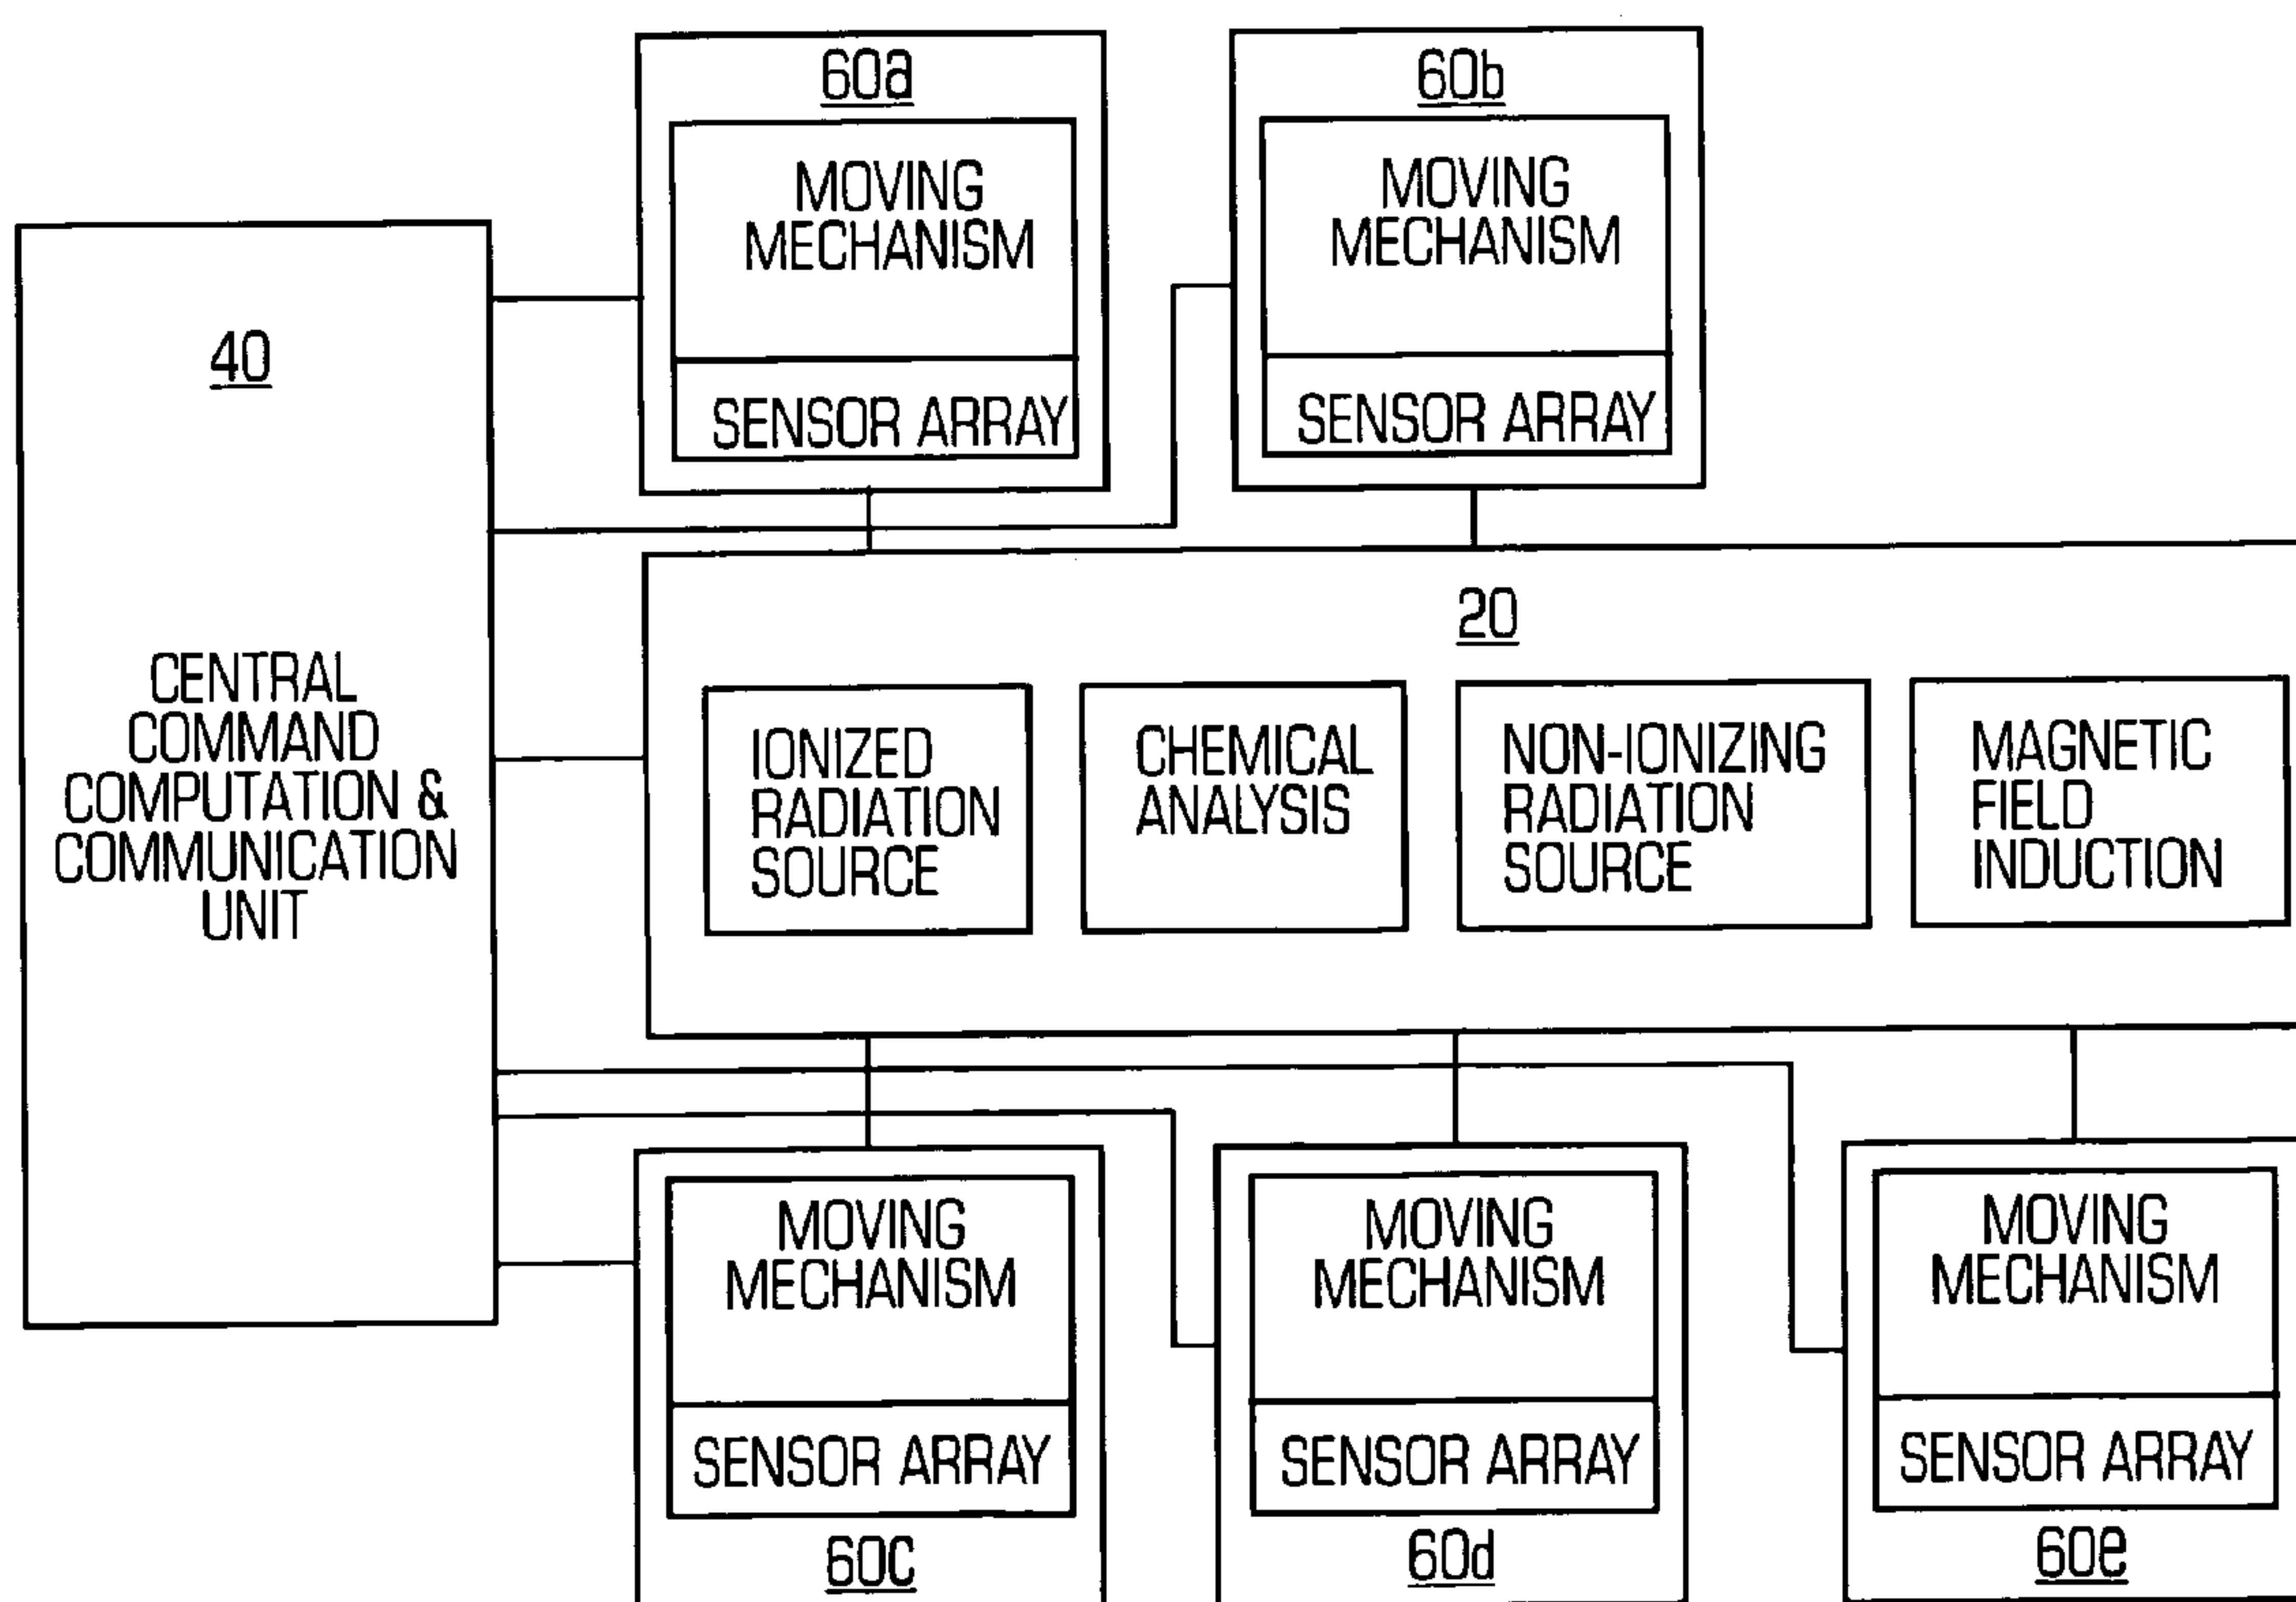 60a
MOVING
MECHANISM
SENSOR ARRAY
60b
MOVING
MECHANISM
SENSOR ARRAY
40
CENTRAL
COMMAND
COMPUTATION &
COMMUNICATION
UNIT
20
IONIZED
RADIATION
SOURCE
CHEMICAL
ANALYSIS
NON-IONIZING
RADIATION
SOURCE
MAGNETIC
FIELD
INDUCTION
MOVING
MECHANISM
SENSOR ARRAY
60c
MOVING
MECHANISM
SENSOR ARRAY
60d
MOVING
MECHANISM
SENSOR ARRAY
60e